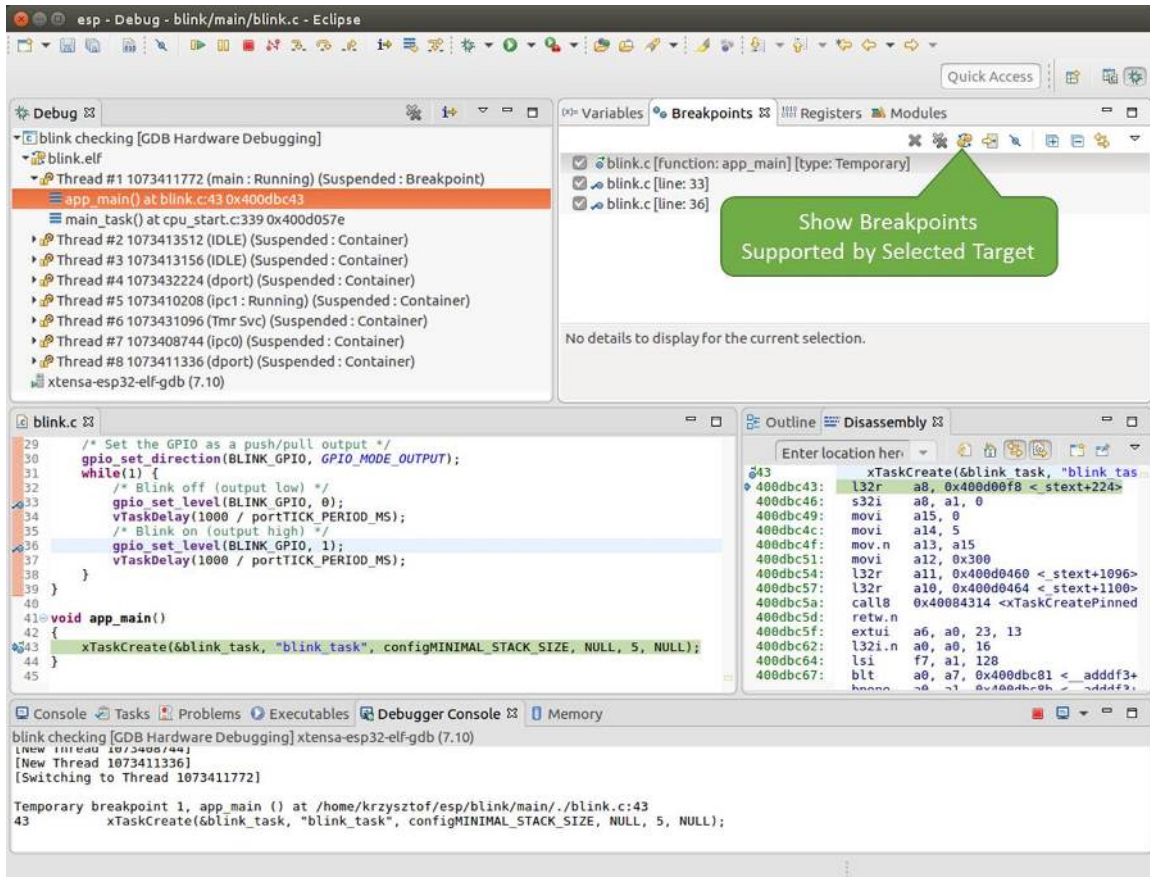 esp - Debug - blink/main/blink.c - Eclipse
Quick Access
Debug
blink checking [GDB Hardware Debugging]
blink.elf
Thread #1 1073411772 (main : Running) (Suspended : Breakpoint)
app_main() at blink.c:43 0x400dbc43
main_task() at cpu_start.c:339 0x400d057e
Thread #2 1073413512 (IDLE) (Suspended : Container)
Thread #3 1073413156 (IDLE) (Suspended : Container)
Thread #4 1073432224 (dport) (Suspended : Container)
Thread #5 1073410208 (ipc1 : Running) (Suspended : Container)
Thread #6 1073431096 (Tmr Svc) (Suspended : Container)
Thread #7 1073408744 (ipc0) (Suspended : Container)
Thread #8 1073411336 (dport) (Suspended : Container)
xtensa-esp32-elf-gdb (7.10)
(x)= Variables Breakpoints Registers Modules
blink.c [function: app_main] [type: Temporary]
blink.c [line: 33]
blink.c [line: 36]
Show Breakpoints
Supported by Selected Target
No details to display for the current selection.
blink.c
29 /* Set the GPIO as a push/pull output */
30 gpio_set_direction(BLINK_GPIO, GPIO_MODE_OUTPUT);
31 while(1) {
32 /* Blink off (output low) */
33 gpio_set_level(BLINK_GPIO, 0);
34 vTaskDelay(1000 / portTICK_PERIOD_MS);
35 /* Blink on (output high) */
36 gpio_set_level(BLINK_GPIO, 1);
37 vTaskDelay(1000 / portTICK_PERIOD_MS);
38 }
39 }
40
41 void app_main()
42 {
43 xTaskCreate(&blink_task, "blink_task", configMINIMAL_STACK_SIZE, NULL, 5, NULL);
44 }
45
Outline Disassembly
Enter location her
43 xTaskCreate(&blink_task, "blink_tas
400dbc43: l32r a8, 0x400d00f8 <_stext+224>
400dbc46: s32i a8, a1, 0
400dbc49: movi a15, 0
400dbc4c: movi a14, 5
400dbc4f: mov.n a13, a15
400dbc51: movi a12, 0x300
400dbc54: l32r a11, 0x400d0460 <_stext+1096>
400dbc57: l32r a10, 0x400d0464 <_stext+1100>
400dbc5a: call8 0x40084314 <xTaskCreatePinned
400dbc5d: retw.n
400dbc5f: extui a6, a0, 23, 13
400dbc62: l32i.n a0, a0, 16
400dbc64: lsi f7, a1, 128
400dbc67: blt a0, a7, 0x400dbc81 <__adddf3+
Console Tasks Problems Executables Debugger Console Memory
blink checking [GDB Hardware Debugging] xtensa-esp32-elf-gdb (7.10)
[New Thread 1073408744]
[New Thread 1073411336]
[Switching to Thread 1073411772]
Temporary breakpoint 1, app_main () at /home/krzysztof/esp/blink/main/./blink.c:43
43 xTaskCreate(&blink_task, "blink_task", configMINIMAL_STACK_SIZE, NULL, 5, NULL);